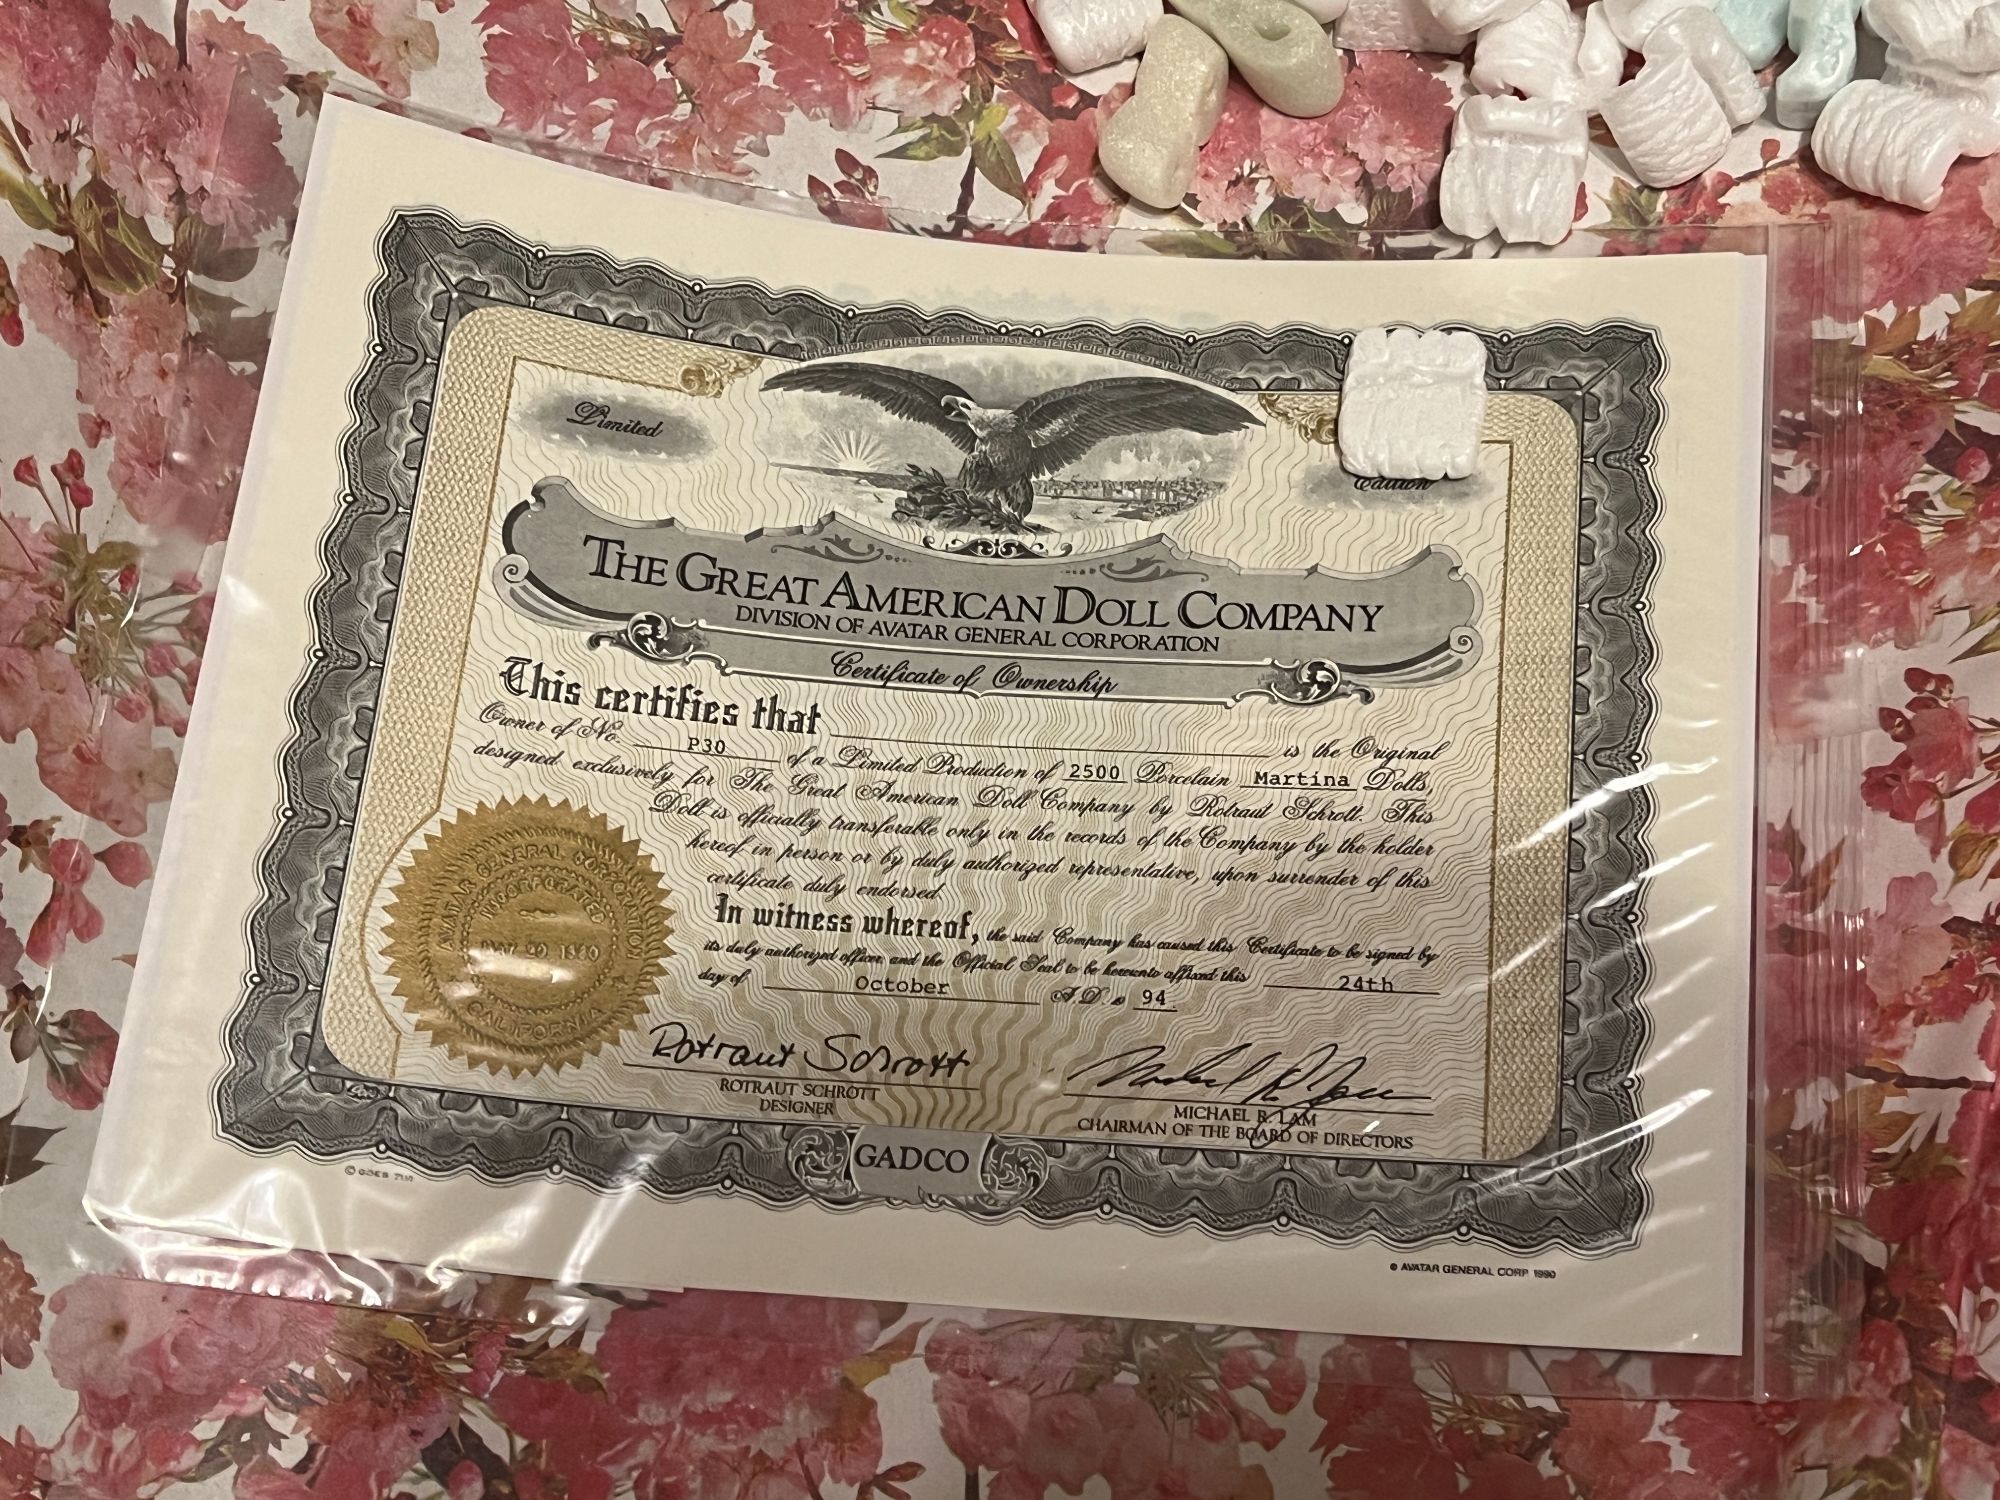 Limited
Edition
THE GREAT AMERICAN DOLL COMPANY
DIVISION OF AVATAR GENERAL CORPORATION
Certificate of Ownership
This certifies that is the Original
Owner of No. P30 of a Limited Production of 2500 Porcelain Martina Dolls,
designed exclusively for The Great American Doll Company by Rotraut Schrott. This
Doll is officially transferable only in the records of the Company by the holder
hereof in person or by duly authorized representative, upon surrender of this
certificate duly endorsed.
In witness whereof, the said Company has caused this Certificate to be signed by
its duly authorized officer and the Official Seal to be hereunto affixed this 24th
day of October A.D. 94
AVATAR GENERAL CORPORATION
INCORPORATED
MAY 20, 1980
CALIFORNIA
Rotraut Schrott
ROTRAUT SCHROTT
DESIGNER
Michael R. Lam
MICHAEL R. LAM
CHAIRMAN OF THE BOARD OF DIRECTORS
GADCO
© GOES
© AVATAR GENERAL CORP 1990